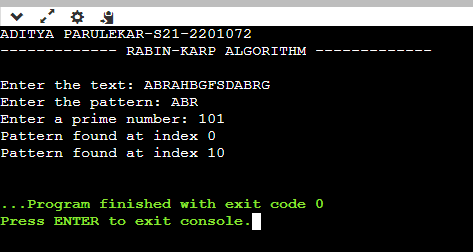 ADITYA PARULEKAR-S21-2201072
------------- RABIN-KARP ALGORITHM -------------
Enter the text: ABRAHBGFSDABRG
Enter the pattern: ABR
Enter a prime number: 101
Pattern found at index 0
Pattern found at index 10
...Program finished with exit code 0
Press ENTER to exit console.